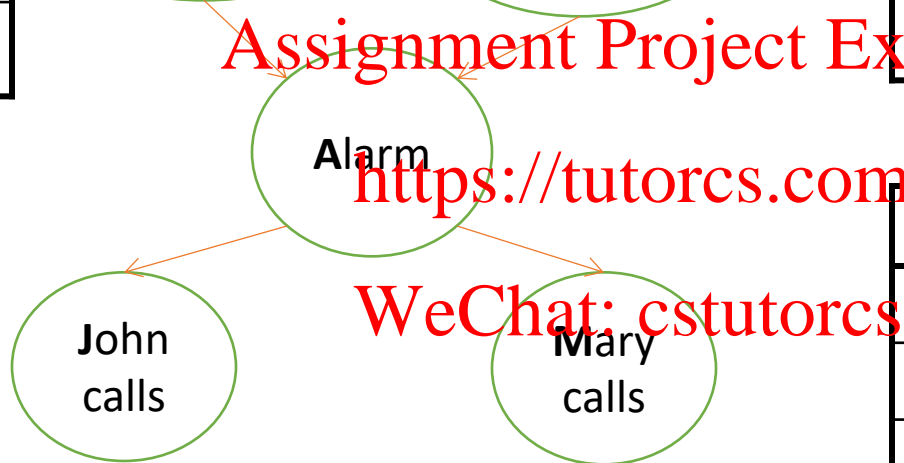 Assignment Project Ex
Alarm
https://tutorcs.com
WeChat: cstutorcs
John
calls
Mary
calls